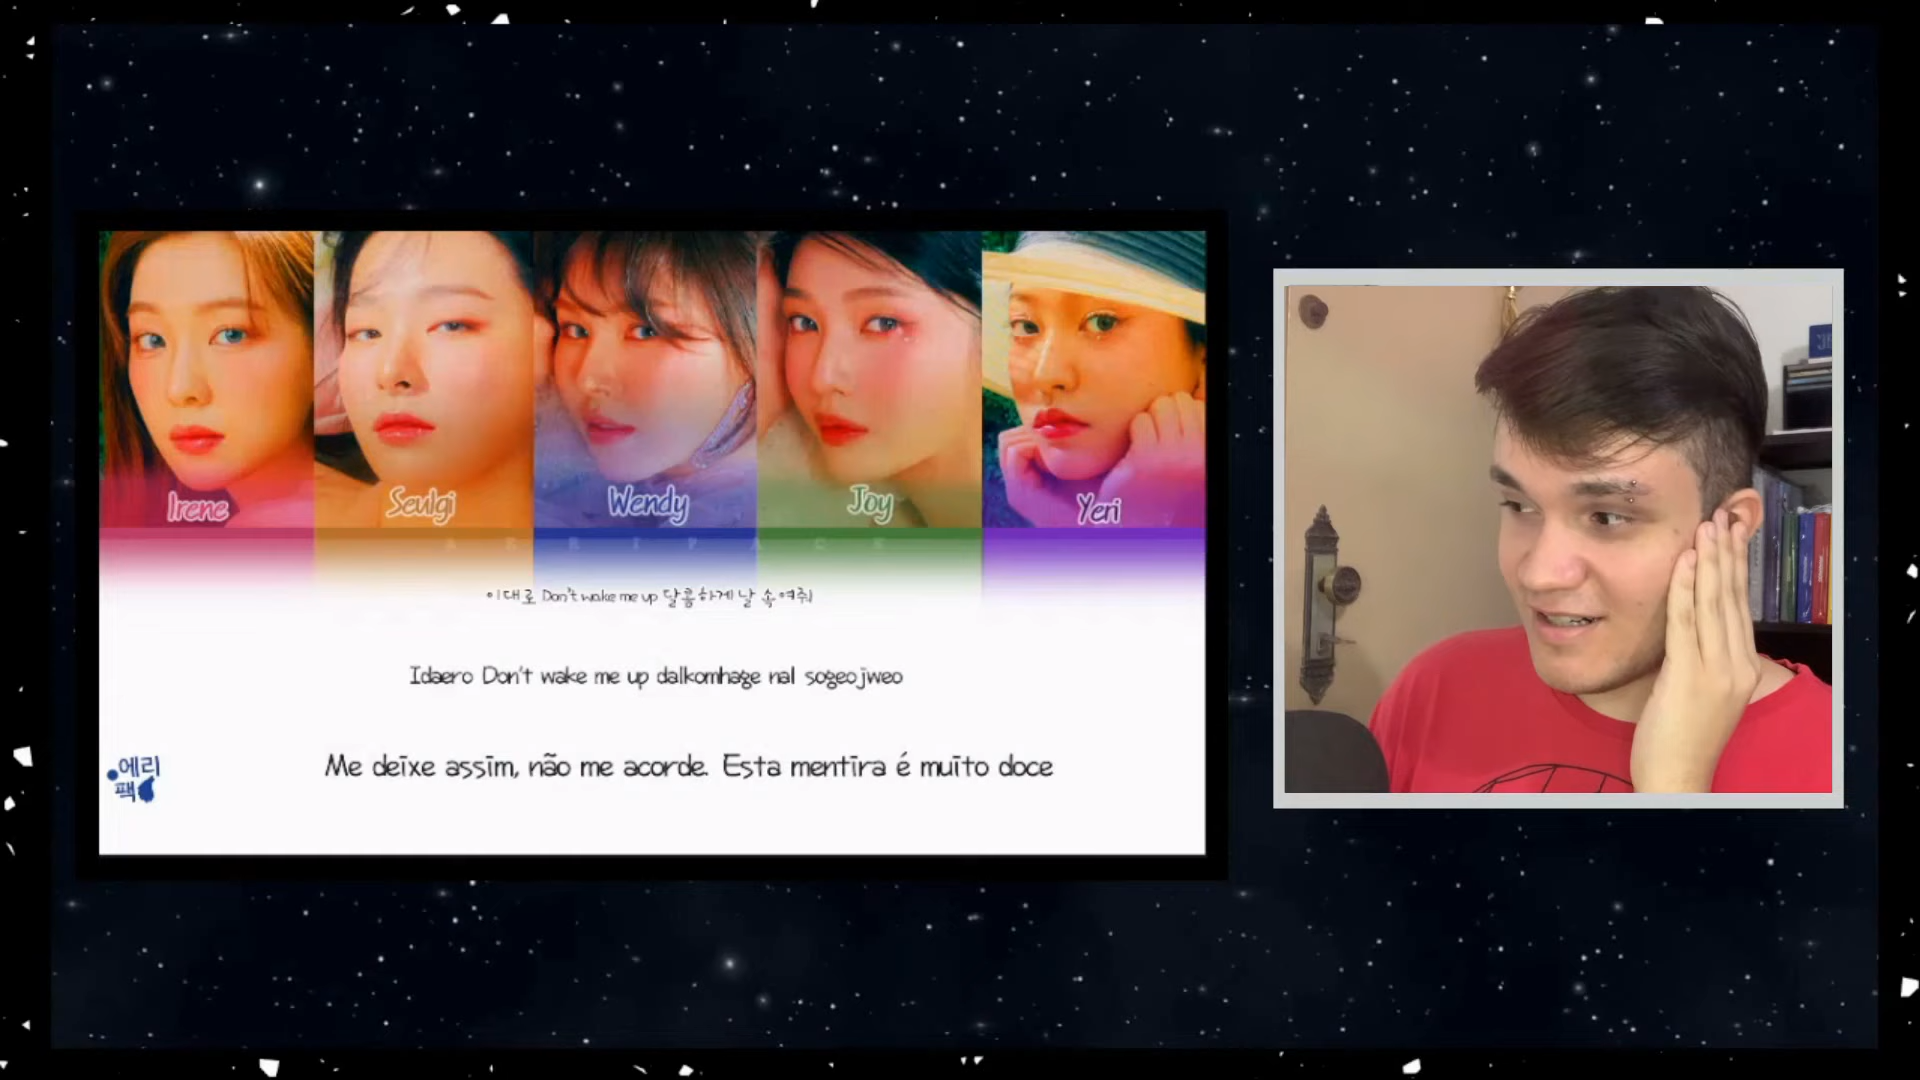 Irene
Seulgi
Wendy
Joy
Yeri
이대로 Don't wake me up 달콤하게 날 속여줘
Idaero Don't wake me up dalkomhage nal sogeojweo
Me deixe assim, não me acorde. Esta mentira é muito doce
에리
팩